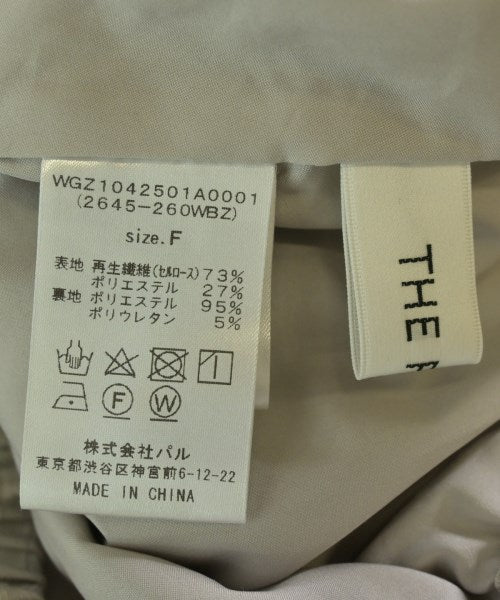 WGZ1042501A0001
(2645-260WBZ)
size.F
表地 再生繊維(セルロース)73%
ポリエステル 27%
裏地 ポリエステル 95%
ポリウレタン 5%
F W
株式会社パル
東京都渋谷区神宮前6-12-22
MADE IN CHINA
THE